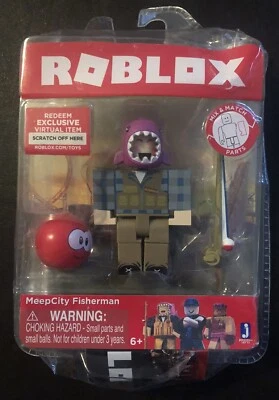 ROBLOX
REDEEM
EXCLUSIVE
VIRTUAL ITEM
SCRATCH OFF HERE
ROBLOX.COM/TOYS
MIX & MATCH
PARTS
MeepCity Fisherman
WARNING:
CHOKING HAZARD - Small parts and
small balls. Not for children under 3 years.
6+